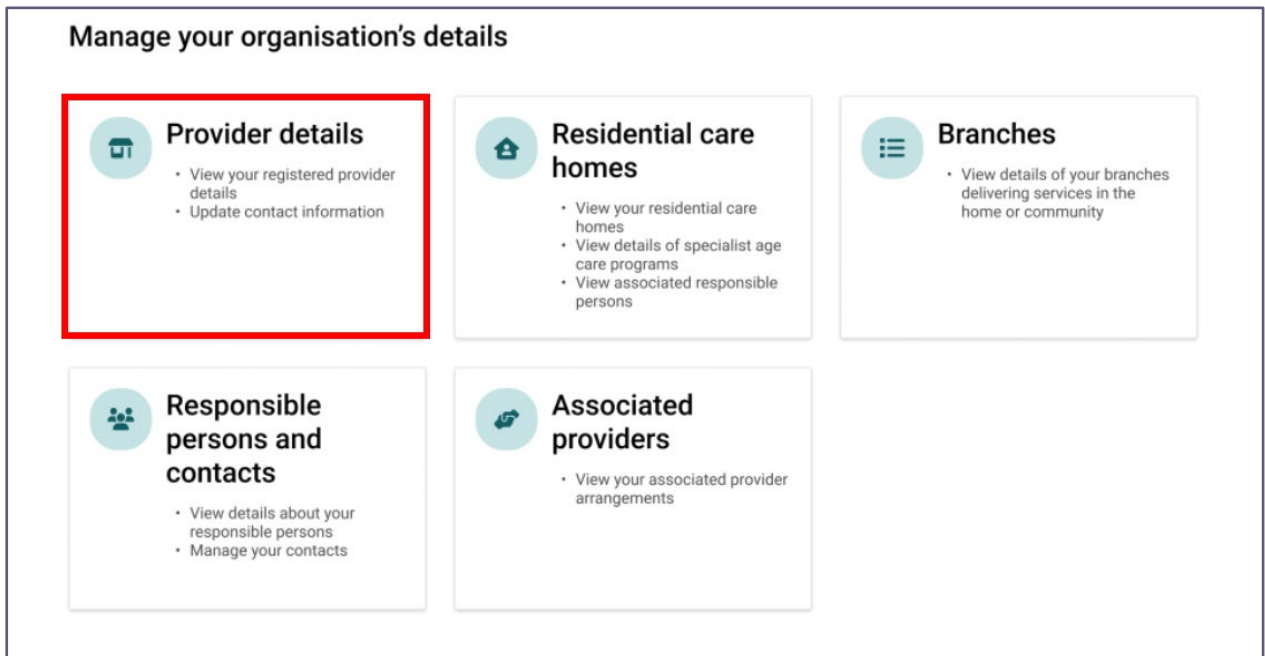 Manage your organisation's details
Provider details
• View your registered provider
details
• Update contact information
Residential care
homes
• View your residential care
homes
• View details of specialist age
care programs
• View associated responsible
persons
Branches
• View details of your branches
delivering services in the
home or community
Responsible
persons and
contacts
• View details about your
responsible persons
• Manage your contacts
Associated
providers
• View your associated provider
arrangements